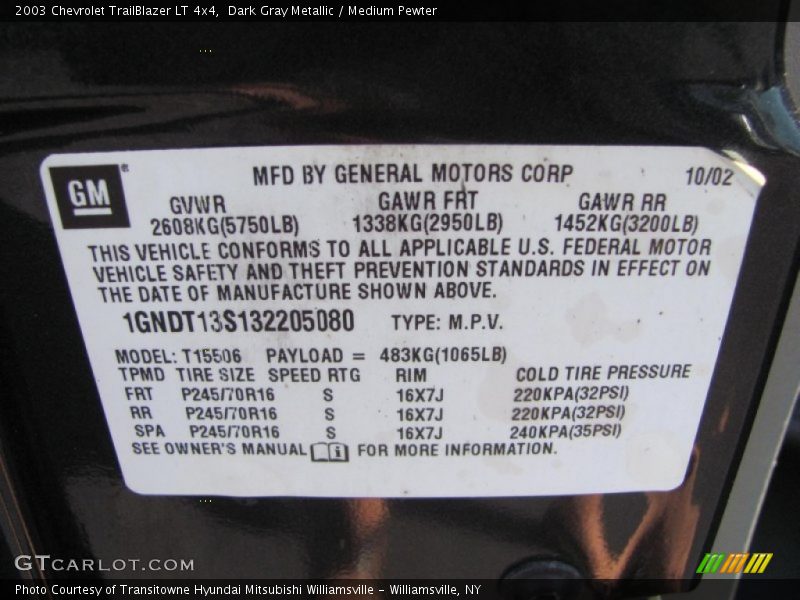 2003 Chevrolet TrailBlazer LT 4x4, Dark Gray Metallic / Medium Pewter
GM®
MFD BY GENERAL MOTORS CORP 10/02
GVWR GAWR FRT GAWR RR
2608KG(5750LB) 1338KG(2950LB) 1452KG(3200LB)
THIS VEHICLE CONFORMS TO ALL APPLICABLE U.S. FEDERAL MOTOR
VEHICLE SAFETY AND THEFT PREVENTION STANDARDS IN EFFECT ON
THE DATE OF MANUFACTURE SHOWN ABOVE.
1GNDT13S132205080 TYPE: M.P.V.
MODEL: T15506 PAYLOAD = 483KG(1065LB)
TPMD TIRE SIZE SPEED RTG RIM COLD TIRE PRESSURE
FRT P245/70R16 S 16X7J 220KPA(32PSI)
RR P245/70R16 S 16X7J 220KPA(32PSI)
SPA P245/70R16 S 16X7J 240KPA(35PSI)
SEE OWNER'S MANUAL FOR MORE INFORMATION.
GTCARLOT.COM
Photo Courtesy of Transitowne Hyundai Mitsubishi Williamsville - Williamsville, NY